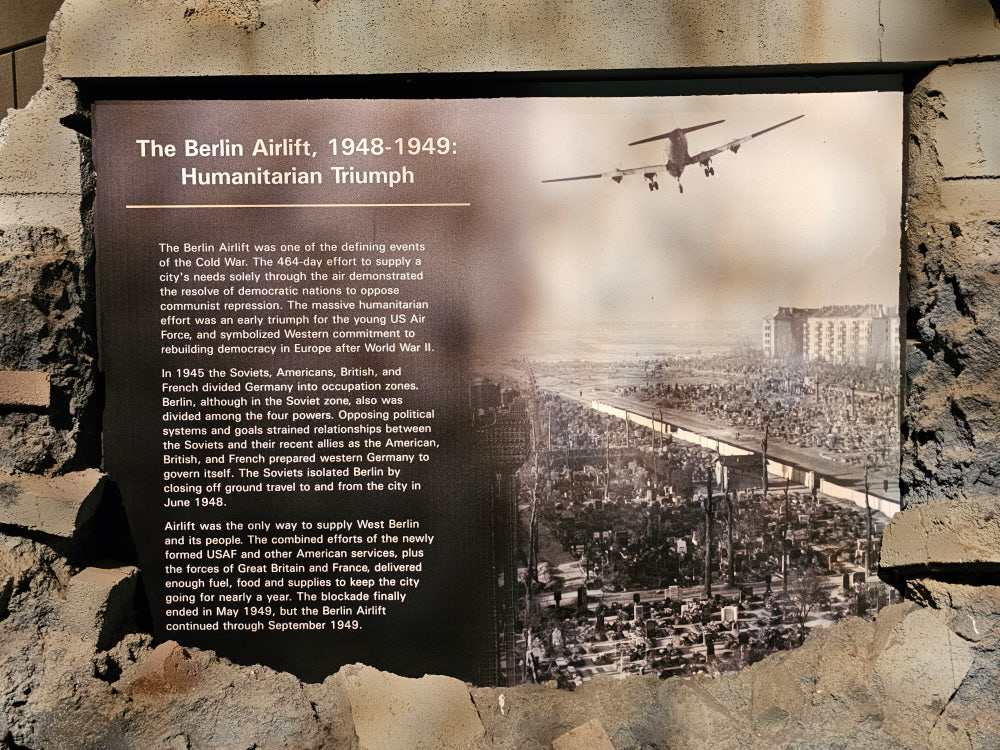 The Berlin Airlift, 1948-1949:
Humanitarian Triumph
The Berlin Airlift was one of the defining events
of the Cold War. The 464-day effort to supply a
city's needs solely through the air demonstrated
the resolve of democratic nations to oppose
communist repression. The massive humanitarian
effort was an early triumph for the young US Air
Force, and symbolized Western commitment to
rebuilding democracy in Europe after World War II.
In 1945 the Soviets, Americans, British, and
French divided Germany into occupation zones.
Berlin, although in the Soviet zone, also was
divided among the four powers. Opposing political
systems and goals strained relationships between
the Soviets and their recent allies as the American,
British, and French prepared western Germany to
govern itself. The Soviets isolated Berlin by
closing off ground travel to and from the city in
June 1948.
Airlift was the only way to supply West Berlin
and its people. The combined efforts of the newly
formed USAF and other American services, plus
the forces of Great Britain and France, delivered
enough fuel, food and supplies to keep the city
going for nearly a year. The blockade finally
ended in May 1949, but the Berlin Airlift
continued through September 1949.